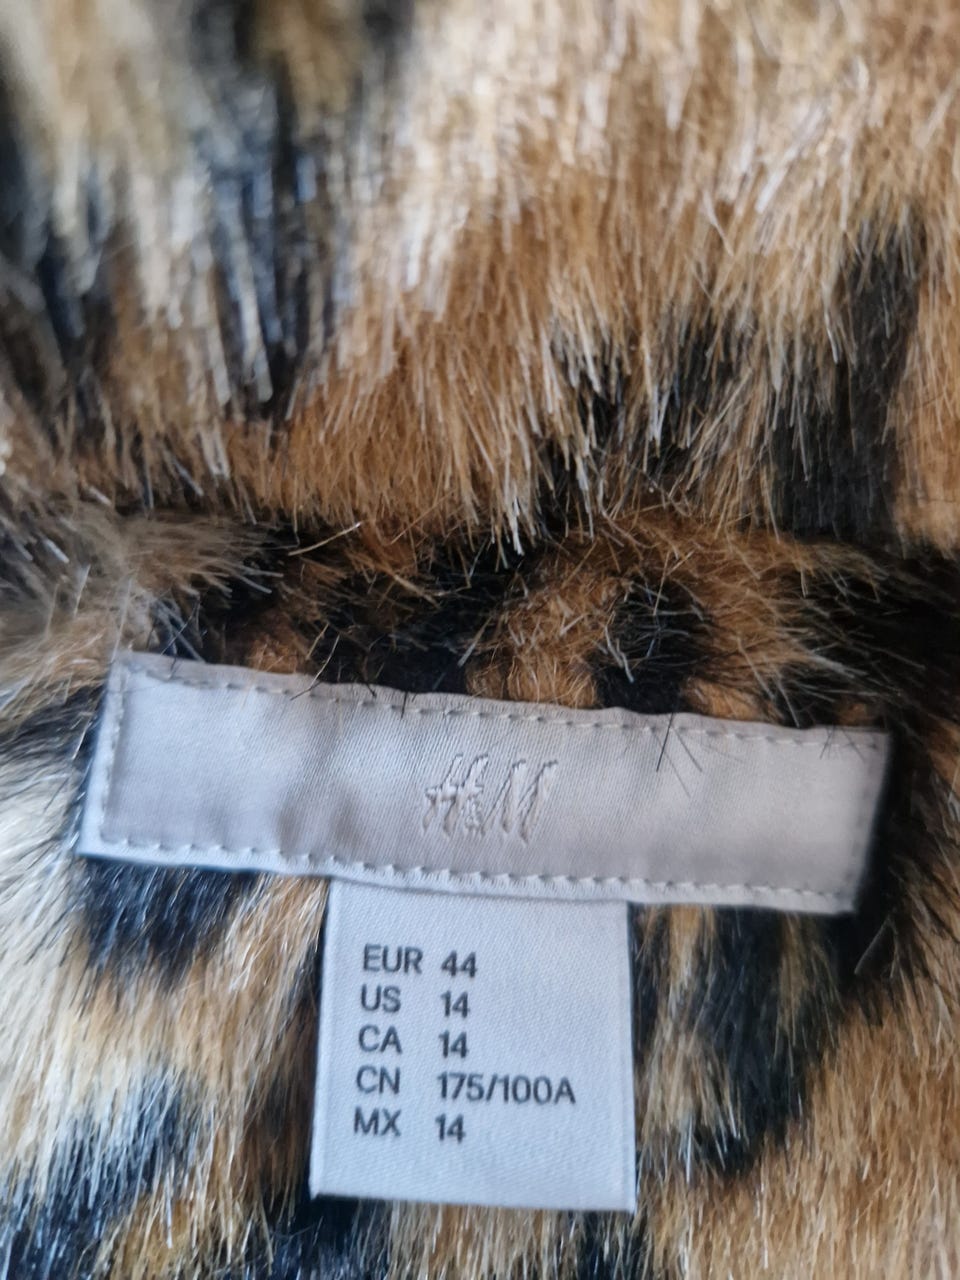 H&M
EUR 44
US 14
CA 14
CN 175/100A
MX 14